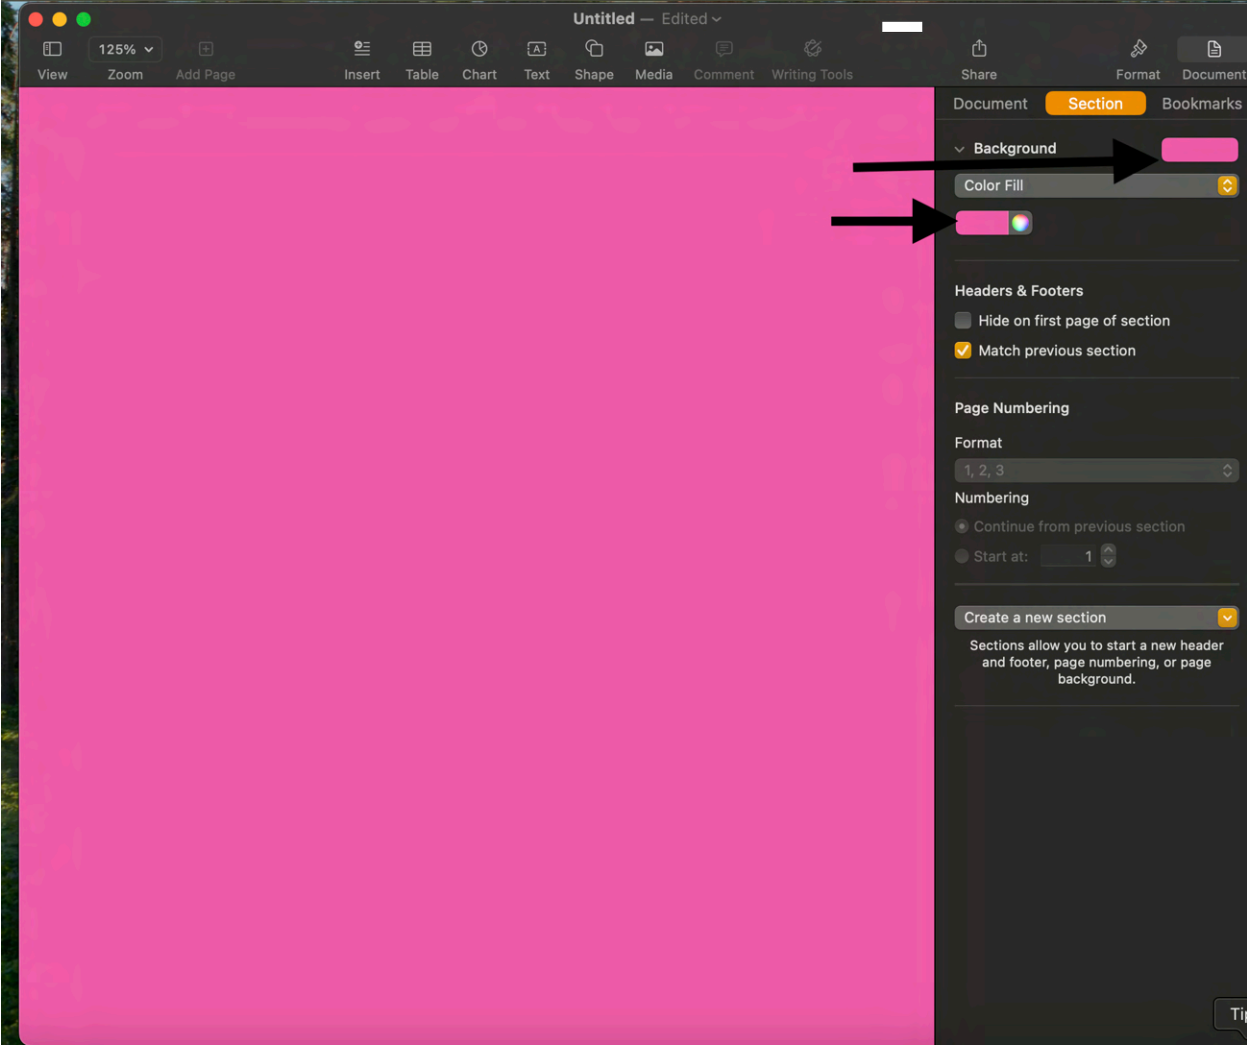 Untitled — Edited
125%
View Zoom Add Page Insert Table Chart Text Shape Media Comment Writing Tools Share Format Document
Document Section Bookmarks
Background
Color Fill
Headers & Footers
Hide on first page of section
Match previous section
Page Numbering
Format
1, 2, 3
Numbering
Continue from previous section
Start at: 1
Create a new section
Sections allow you to start a new header
and footer, page numbering, or page
background.